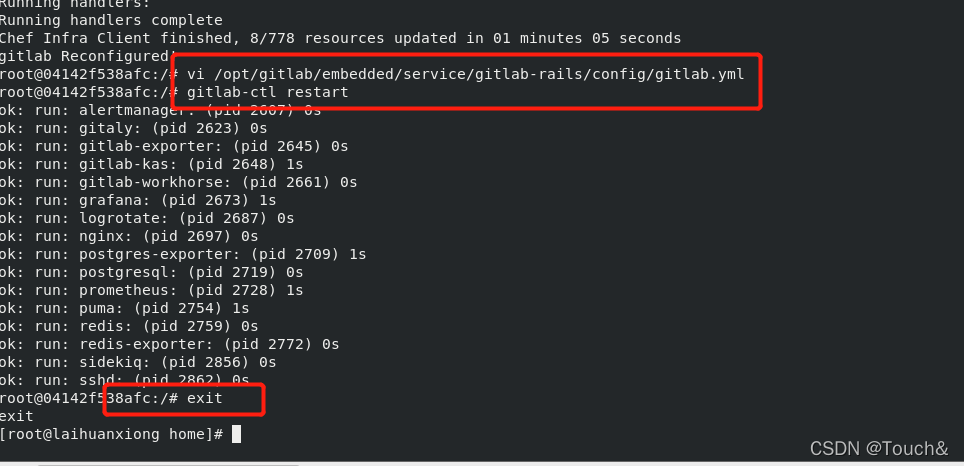 Running handlers:
Running handlers complete
Chef Infra Client finished, 8/778 resources updated in 01 minutes 05 seconds
gitlab Reconfigured!
root@04142f538afc:/# vi /opt/gitlab/embedded/service/gitlab-rails/config/gitlab.yml
root@04142f538afc:/# gitlab-ctl restart
ok: run: alertmanager: (pid 2607) 0s
ok: run: gitaly: (pid 2623) 0s
ok: run: gitlab-exporter: (pid 2645) 0s
ok: run: gitlab-kas: (pid 2648) 1s
ok: run: gitlab-workhorse: (pid 2661) 0s
ok: run: grafana: (pid 2673) 1s
ok: run: logrotate: (pid 2687) 0s
ok: run: nginx: (pid 2697) 0s
ok: run: postgres-exporter: (pid 2709) 1s
ok: run: postgresql: (pid 2719) 0s
ok: run: prometheus: (pid 2728) 1s
ok: run: puma: (pid 2754) 1s
ok: run: redis: (pid 2759) 0s
ok: run: redis-exporter: (pid 2772) 0s
ok: run: sidekiq: (pid 2856) 0s
ok: run: sshd: (pid 2862) 0s
root@04142f538afc:/# exit
exit
[root@laihuanxiong home]#
CSDN @Touch&